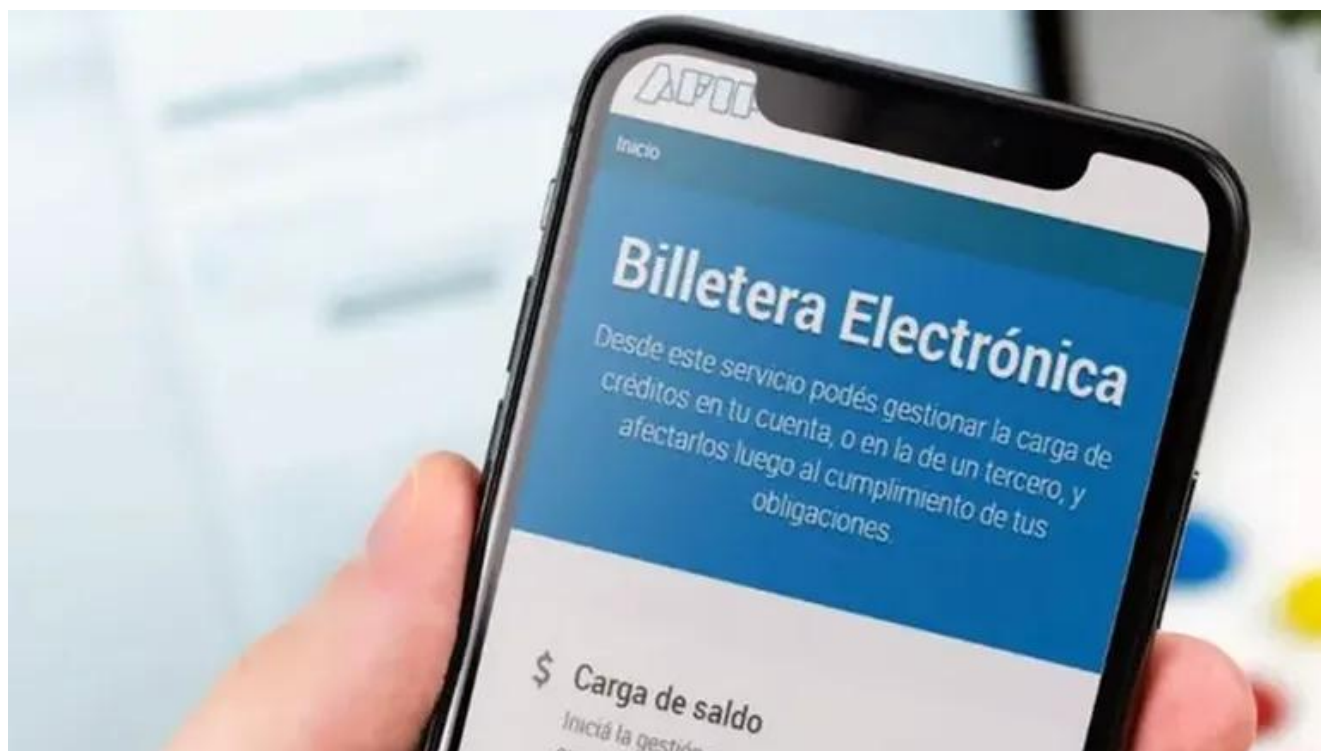 AFIP
Inicio
Billetera Electrónica
Desde este servicio podés gestionar la carga de
créditos en tu cuenta, o en la de un tercero, y
afectarlos luego al cumplimiento de tus
obligaciones.
$ Carga de saldo
Iniciá la gestión